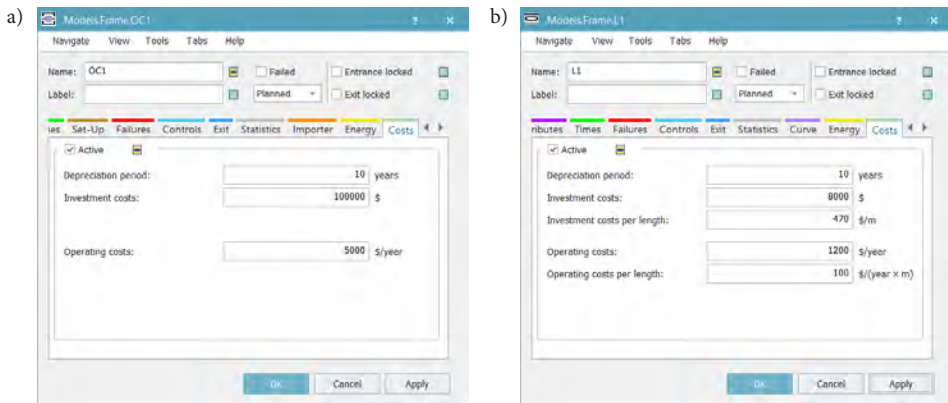 a)
.Models.Frame.OC1 ? ×
Navigate View Tools Tabs Help
Name: OC1 Failed Entrance locked
Label: Planned Exit locked
es Set-Up Failures Controls Exit Statistics Importer Energy Costs
Active
Depreciation period: 10 years
Investment costs: 100000 $
Operating costs: 5000 $/year
OK Cancel Apply
b)
.Models.Frame.L1 ? ×
Navigate View Tools Tabs Help
Name: L1 Failed Entrance locked
Label: Planned Exit locked
ributes Times Failures Controls Exit Statistics Curve Energy Costs
Active
Depreciation period: 10 years
Investment costs: 8000 $
Investment costs per length: 470 $/m
Operating costs: 1200 $/year
Operating costs per length: 100 $/(year × m)
OK Cancel Apply